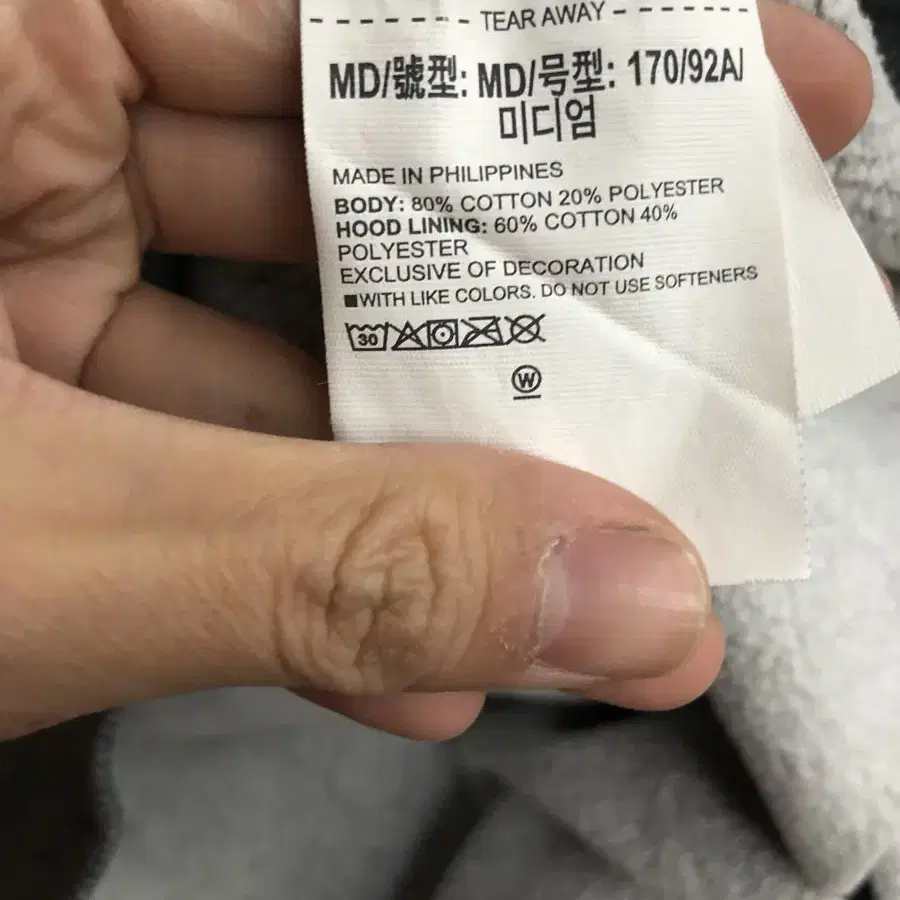 TEAR AWAY
MD/號型: MD/号型: 170/92A/
미디엄
MADE IN PHILIPPINES
BODY: 80% COTTON 20% POLYESTER
HOOD LINING: 60% COTTON 40%
POLYESTER
EXCLUSIVE OF DECORATION
■WITH LIKE COLORS. DO NOT USE SOFTENERS
30
W